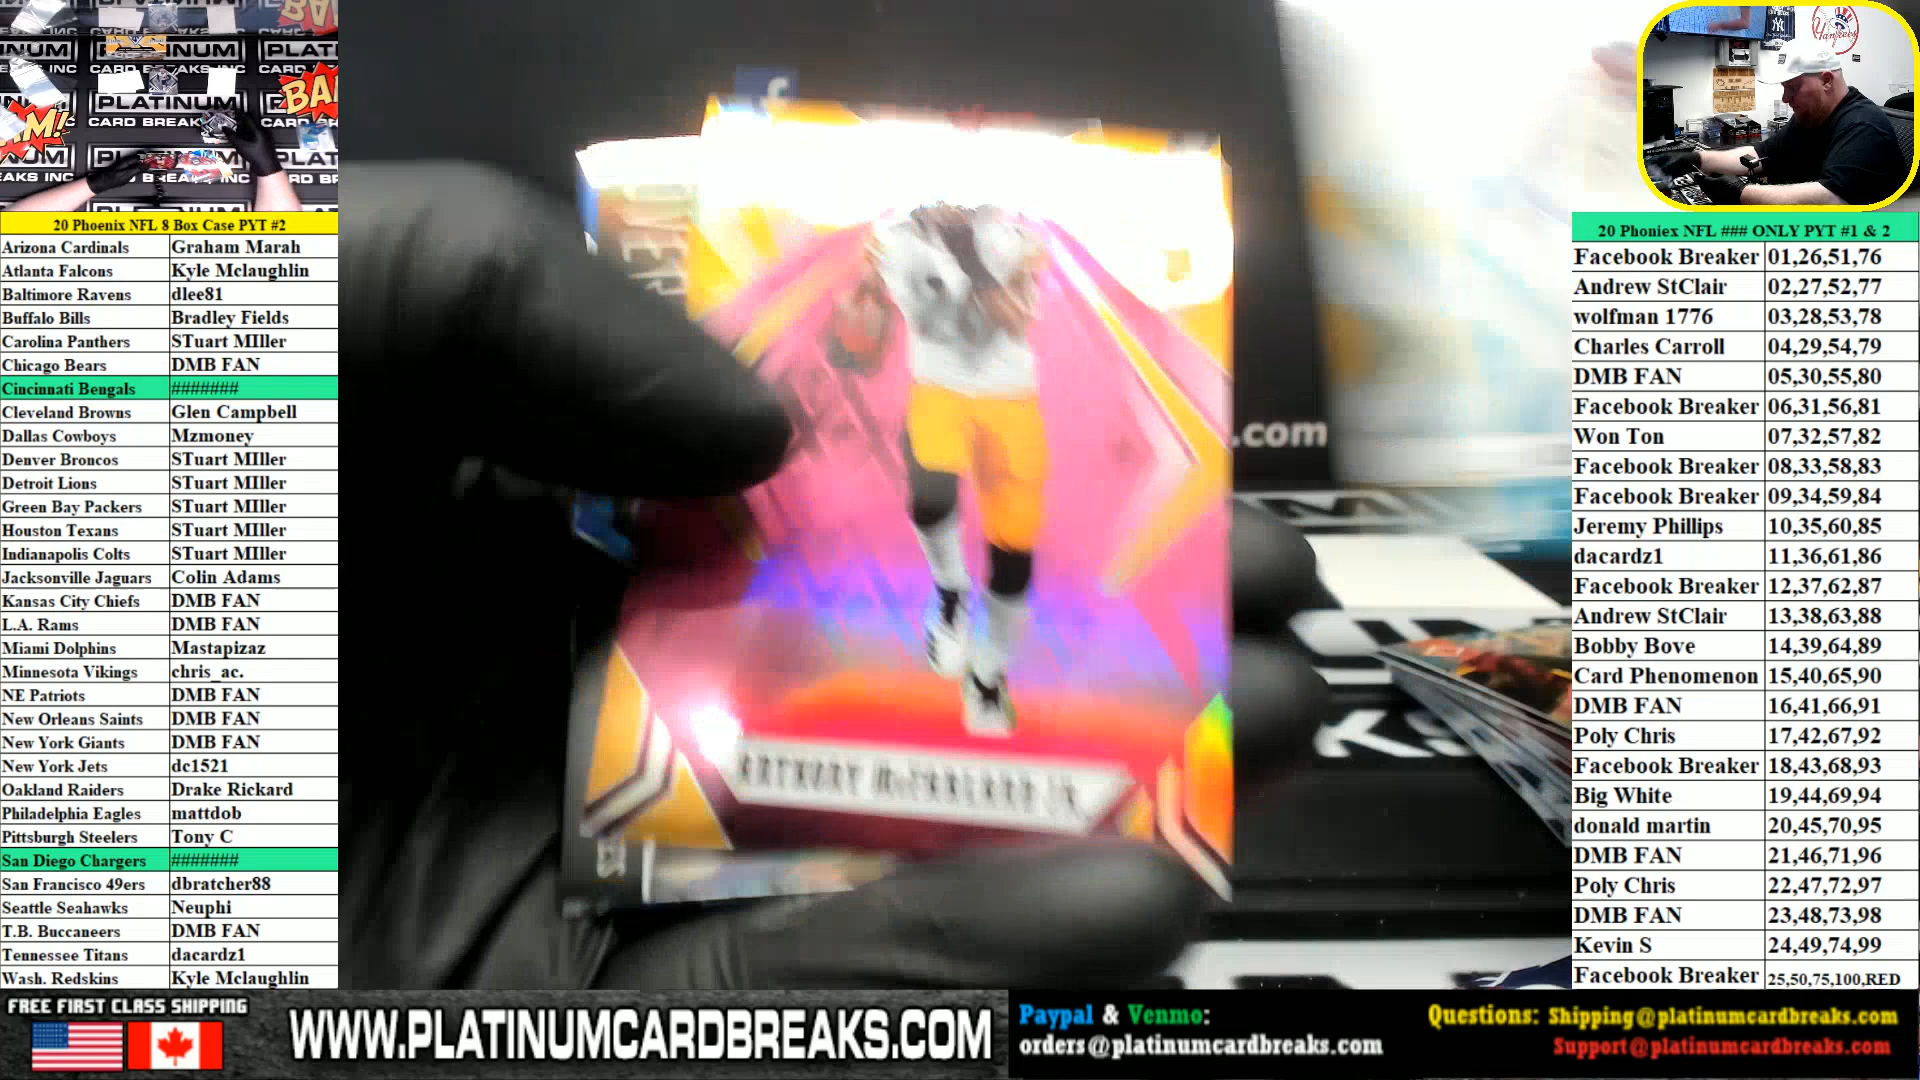 PLATINUM
CARD BREAKS INC
BAM!
20 Phoenix NFL 8 Box Case PYT #2
Arizona Cardinals Graham Marah
Atlanta Falcons Kyle Mclaughlin
Baltimore Ravens dlee81
Buffalo Bills Bradley Fields
Carolina Panthers STuart MIller
Chicago Bears DMB FAN
Cincinnati Bengals #######
Cleveland Browns Glen Campbell
Dallas Cowboys Mzmoney
Denver Broncos STuart MIller
Detroit Lions STuart MIller
Green Bay Packers STuart MIller
Houston Texans STuart MIller
Indianapolis Colts STuart MIller
Jacksonville Jaguars Colin Adams
Kansas City Chiefs DMB FAN
L.A. Rams DMB FAN
Miami Dolphins Mastapizaz
Minnesota Vikings chris_ac.
NE Patriots DMB FAN
New Orleans Saints DMB FAN
New York Giants DMB FAN
New York Jets dc1521
Oakland Raiders Drake Rickard
Philadelphia Eagles mattdob
Pittsburgh Steelers Tony C
San Diego Chargers #######
San Francisco 49ers dbratcher88
Seattle Seahawks Neuphi
T.B. Buccaneers DMB FAN
Tennessee Titans dacardz1
Wash. Redskins Kyle Mclaughlin
.com
ANTHONY McFARLAND JR.
Yankees
20 Phoniex NFL ### ONLY PYT #1 & 2
Facebook Breaker 01,26,51,76
Andrew StClair 02,27,52,77
wolfman 1776 03,28,53,78
Charles Carroll 04,29,54,79
DMB FAN 05,30,55,80
Facebook Breaker 06,31,56,81
Won Ton 07,32,57,82
Facebook Breaker 08,33,58,83
Facebook Breaker 09,34,59,84
Jeremy Phillips 10,35,60,85
dacardz1 11,36,61,86
Facebook Breaker 12,37,62,87
Andrew StClair 13,38,63,88
Bobby Bove 14,39,64,89
Card Phenomenon 15,40,65,90
DMB FAN 16,41,66,91
Poly Chris 17,42,67,92
Facebook Breaker 18,43,68,93
Big White 19,44,69,94
donald martin 20,45,70,95
DMB FAN 21,46,71,96
Poly Chris 22,47,72,97
DMB FAN 23,48,73,98
Kevin S 24,49,74,99
Facebook Breaker 25,50,75,100,RED
FREE FIRST CLASS SHIPPING
WWW.PLATINUMCARDBREAKS.COM
Paypal & Venmo:
orders@platinumcardbreaks.com
Questions: Shipping@platinumcardbreaks.com
Support@platinumcardbreaks.com